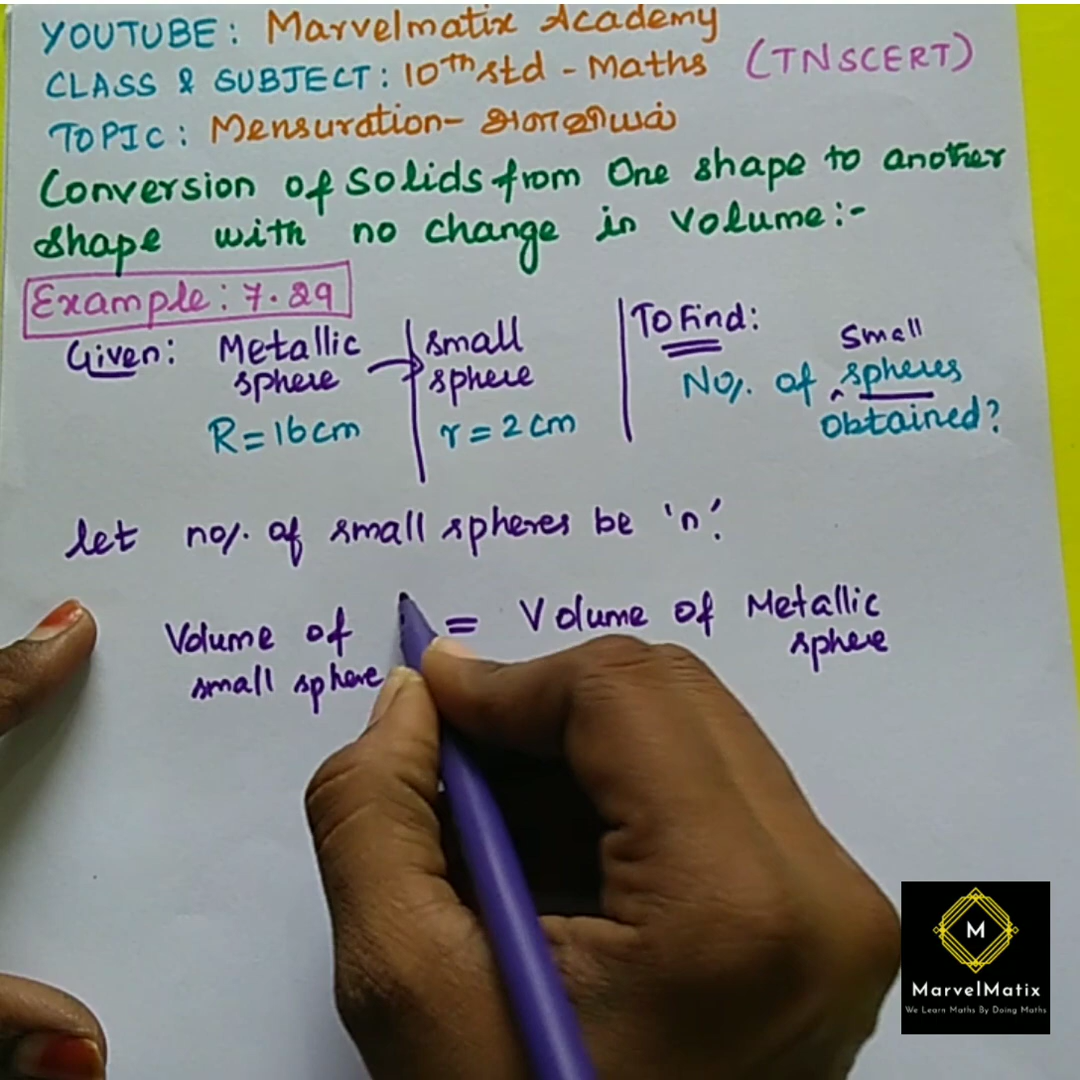 YOUTUBE: Marvelmatix Academy
CLASS & SUBJECT: 10th std - Maths (TNSCERT)
TOPIC: Mensuration- அளவியல்
Conversion of Solids from One shape to another
shape with no change in Volume:-
Example: 7.29
Given: Metallic sphere
R=16cm
small sphere
r=2cm
To Find:
No/. of small spheres
Obtained?
let no/. of small spheres be 'n'.
Volume of = Volume of Metallic
small sphere sphere
M
MarvelMatix
We Learn Maths By Doing Maths